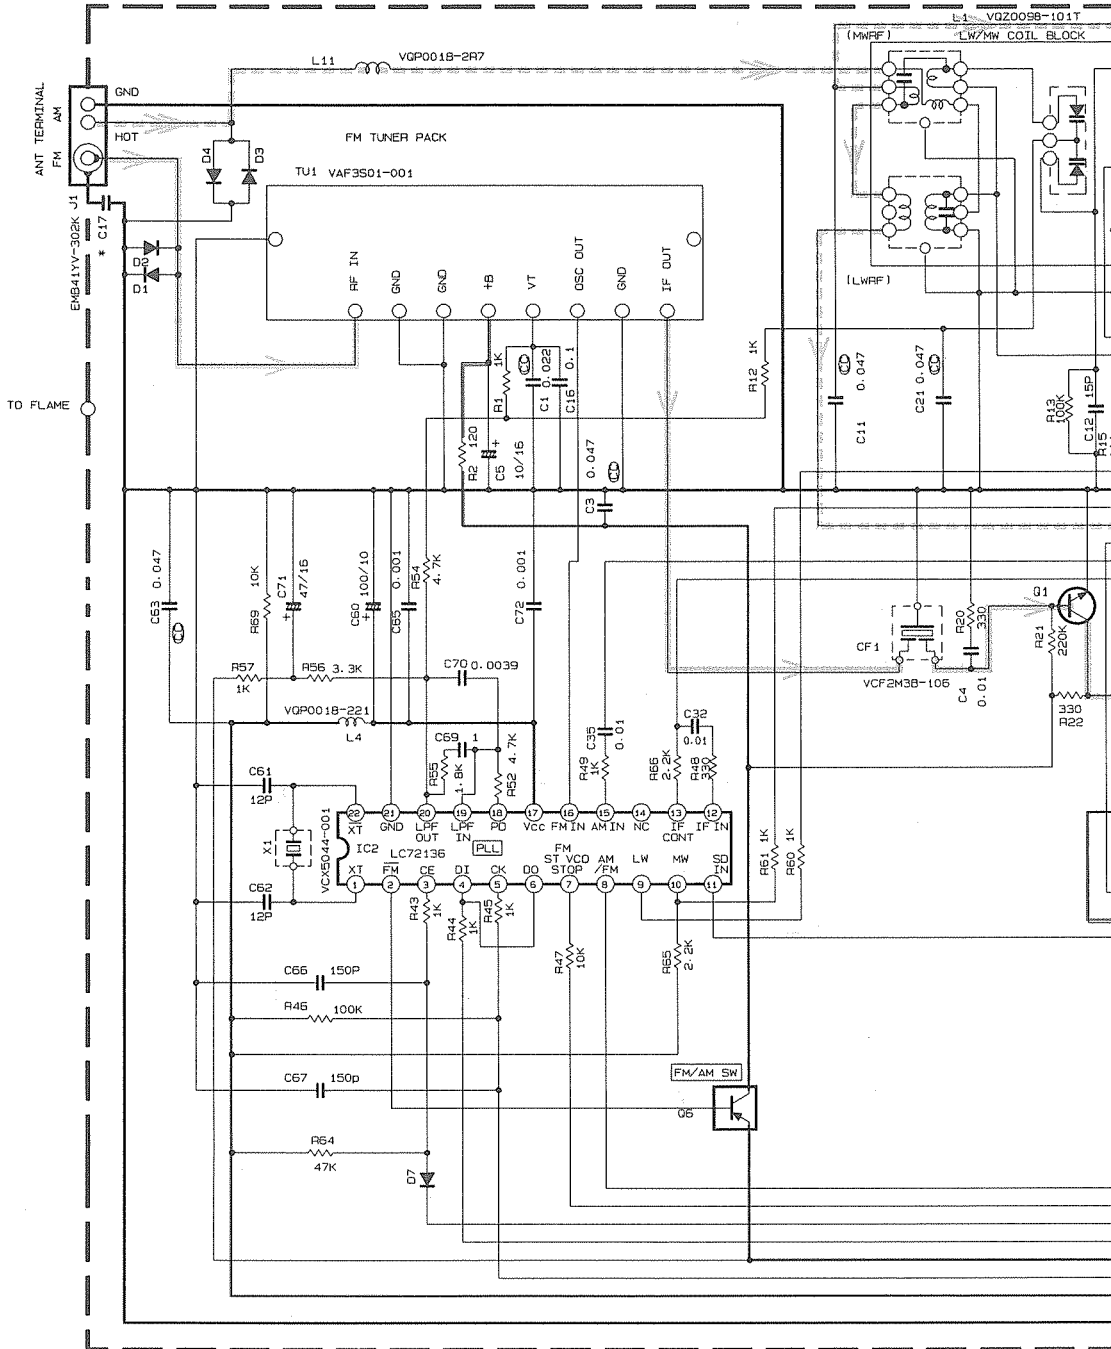 L1 VQZ0098-101T
(MWRF) LW/MW COIL BLOCK
L11 VQP0018-2R7
GND
AM
HOT
FM
ANT TERMINAL
J1
EMB41YV-302K
* C17
D4
D3
D2
D1
FM TUNER PACK
TU1 VAF3S01-001
RF IN
GND
GND
+B
VT
OSC OUT
GND
IF OUT
(LWRF)
TO FLAME
R1 1K
C1 0.022
C16 0.1
R2 120
C5 10/16
+
C3 0.047
R12 1K
C11 0.047
C21 0.047
R13 100K
C12 15P
R15
C63 0.047
R69 10K
C71 47/16
+
C60 100/10
+
C65 0.001
R54 4.7K
C72 0.001
CF1
VCF2M3B-106
R20 330
C4 0.01
Q1
R21 220K
330
R22
R57
1K
R56 3.3K
C70 0.0039
VQP0018-221
L4
C69 1
R55 1.8K
R52 4.7K
C35 0.01
R49 1K
C32
0.01
R66 2.2K
R48 330
C61
12P
X1
VCX5044-001
C62
12P
22 21 20 19 18 17 16 15 14 13 12
XT GND LPF OUT LPF IN PD Vcc FM IN AM IN NC IF CONT IF IN
IC2 LC72136 PLL
XT FM CE DI CK DO FM ST VCO STOP AM /FM LW MW SD IN
1 2 3 4 5 6 7 8 9 10 11
R43 1K
R44 1K
R45 1K
R47 10K
R65 2.2K
R61 1K
R60 1K
C66 150P
R46 100K
C67 150p
R64
47K
D7
FM/AM SW
Q6